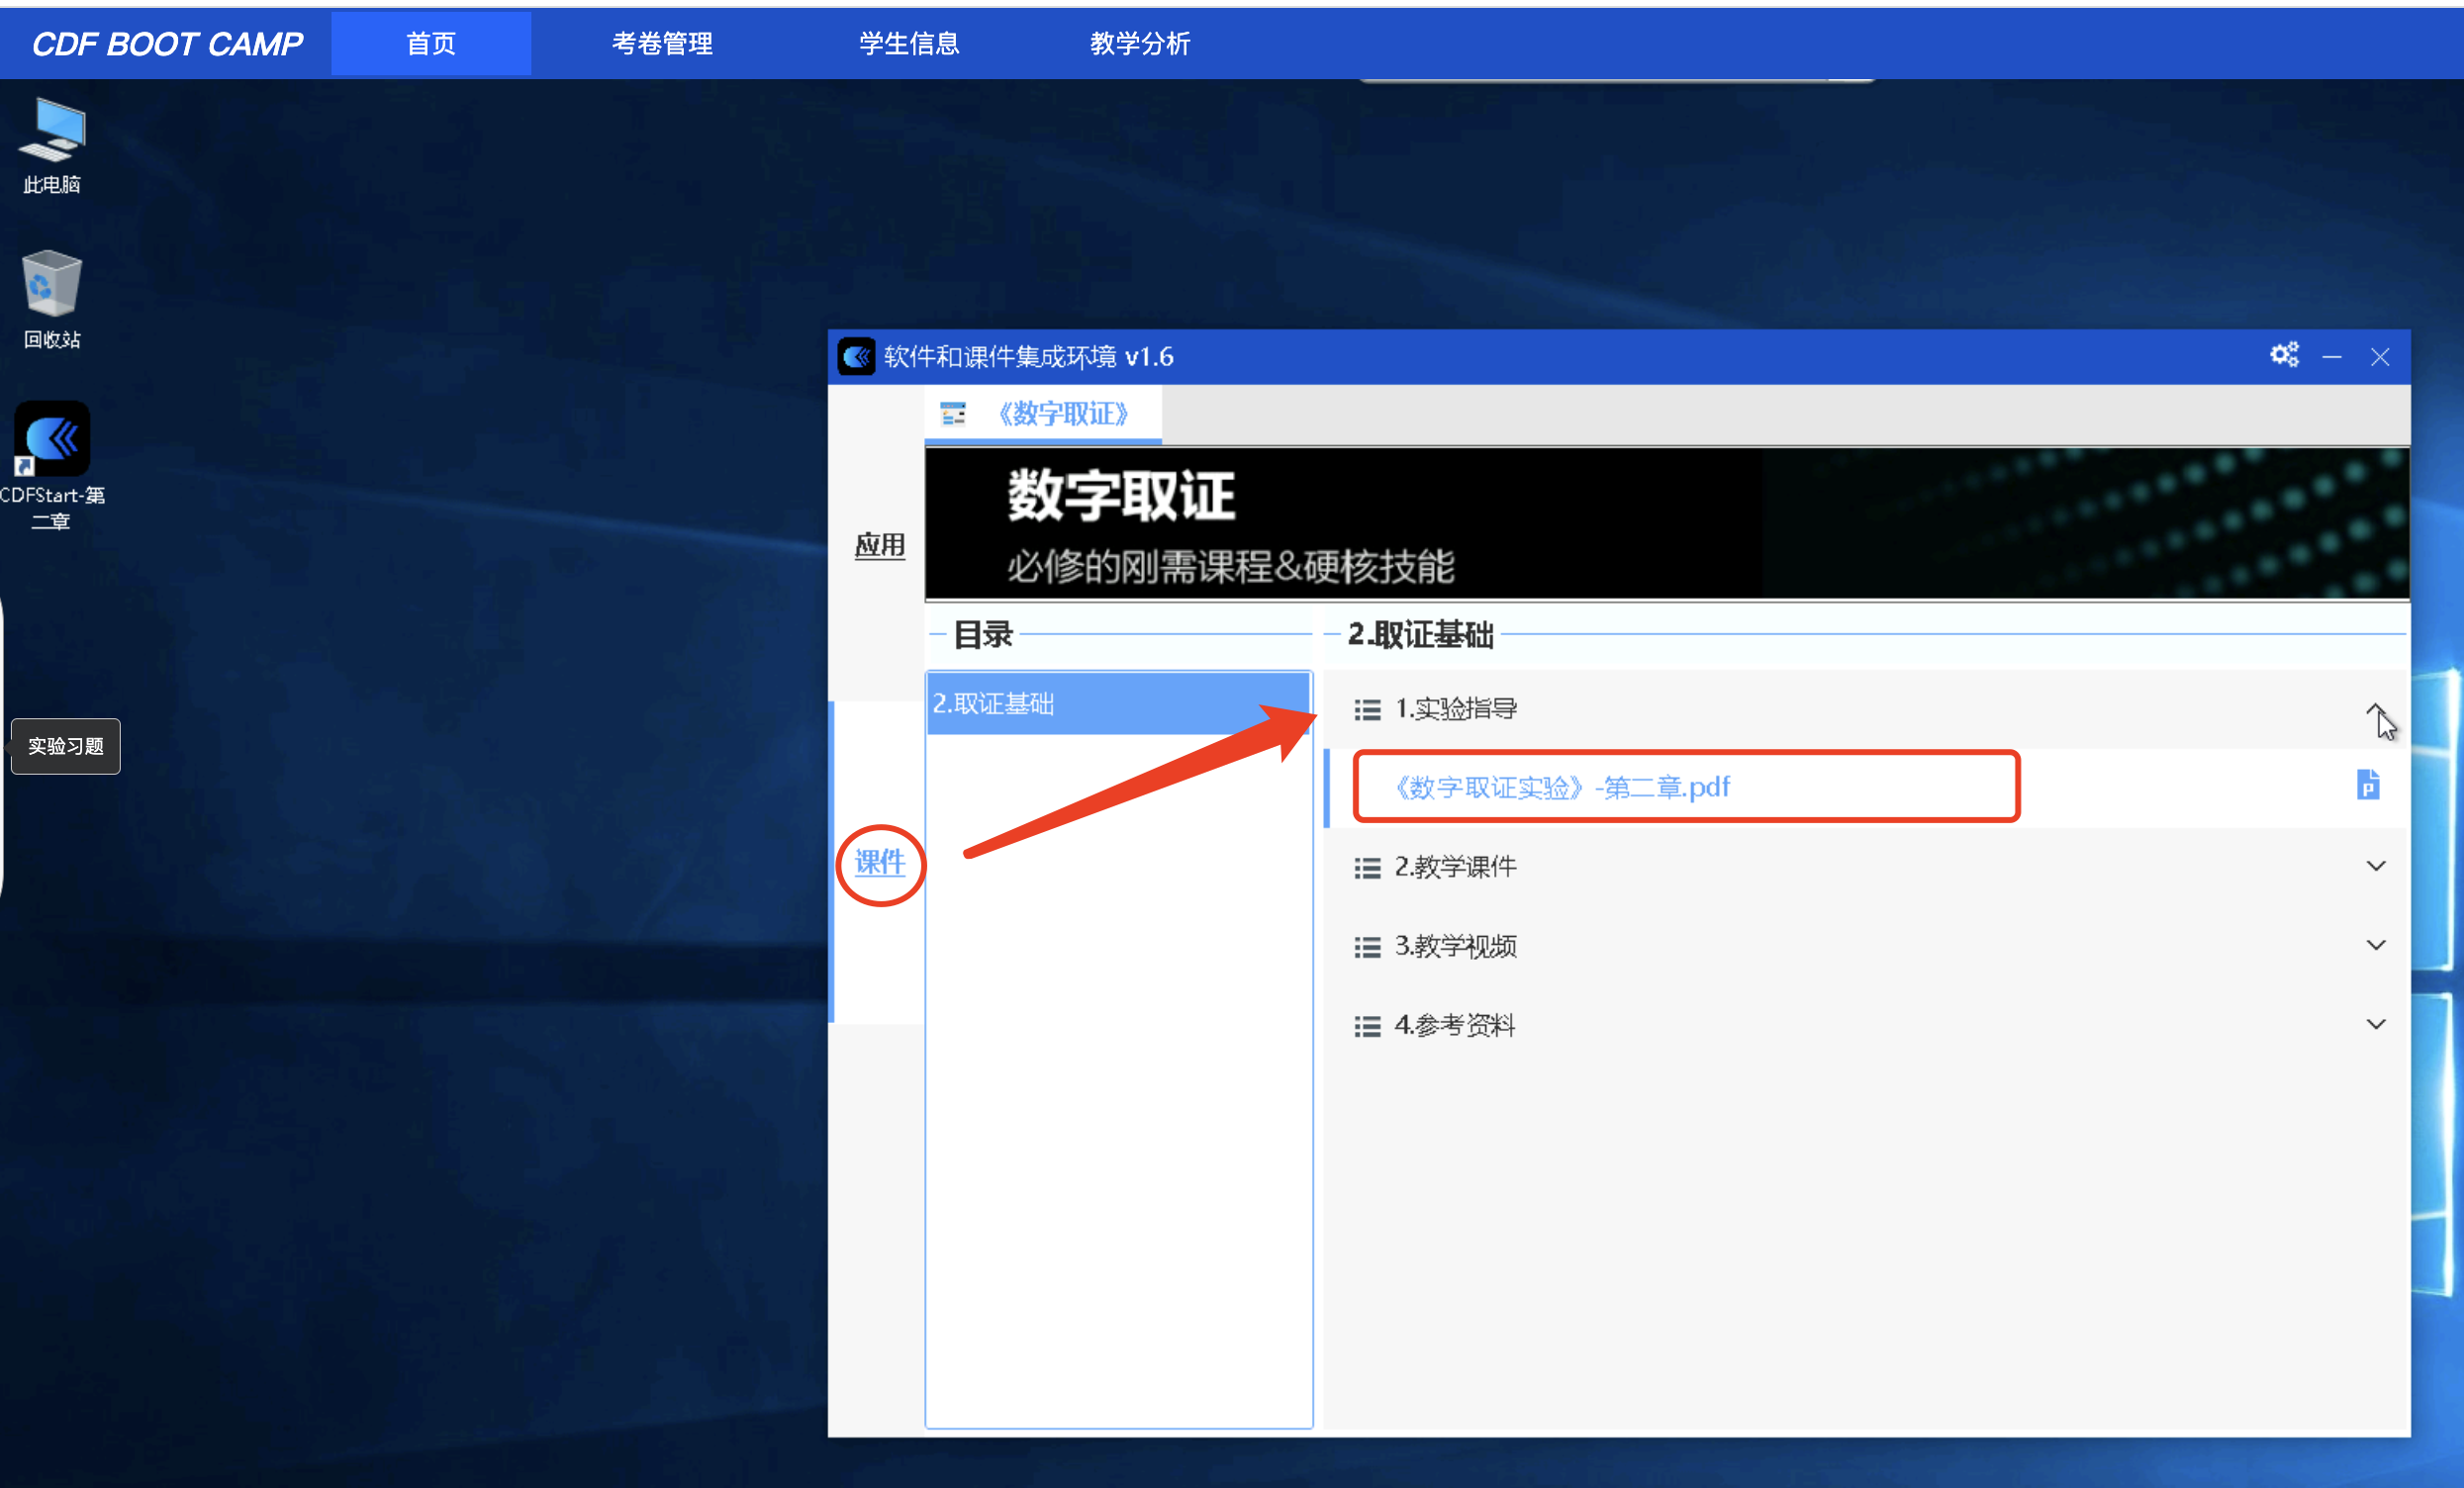 CDF BOOT CAMP 首页 考卷管理 学生信息 教学分析
此电脑
回收站
CDFStart-第
二章
实验习题
软件和课件集成环境 v1.6
《数字取证》
数字取证
必修的刚需课程&硬核技能
应用
课件
目录
2.取证基础
2.取证基础
1.实验指导
《数字取证实验》-第二章.pdf
2.教学课件
3.教学视频
4.参考资料